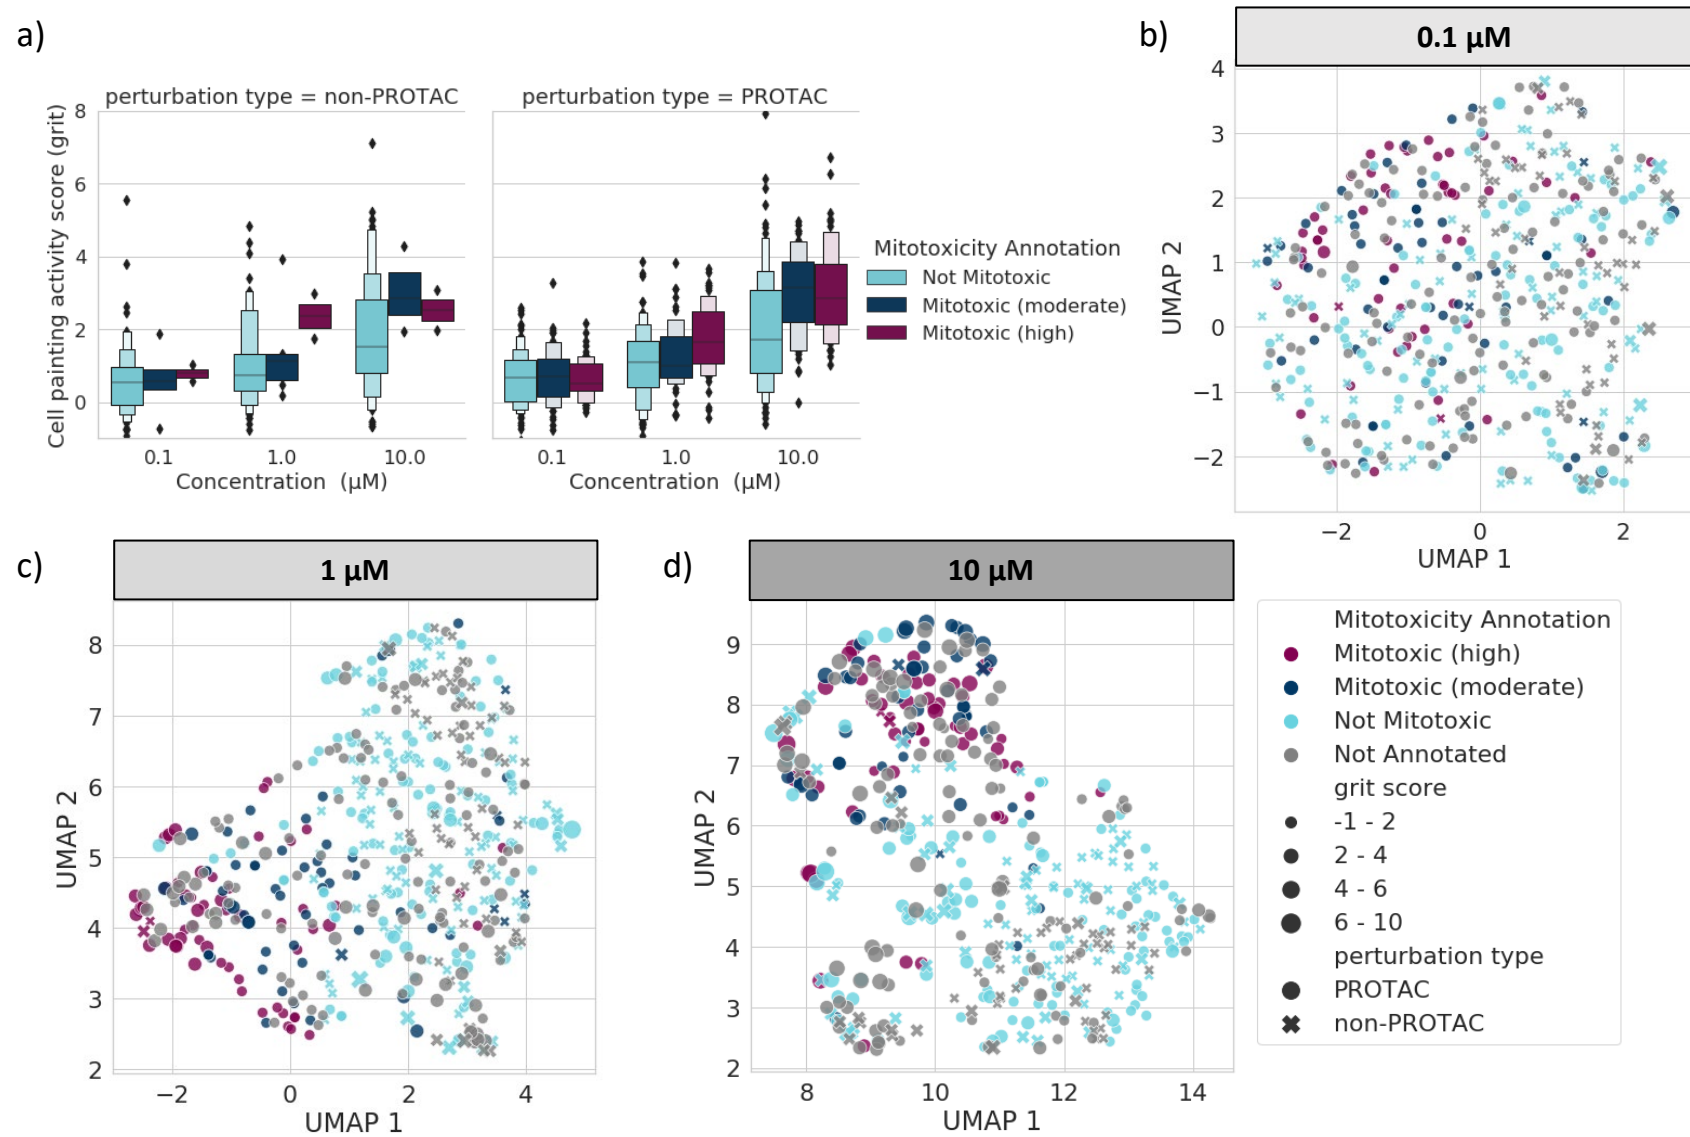 a)
perturbation type = non-PROTAC
perturbation type = PROTAC
Cell painting activity score (grit)
8
6
4
2
0
0.1
1.0
10.0
Concentration (µM)
0.1
1.0
10.0
Concentration (µM)
Mitotoxicity Annotation
Not Mitotoxic
Mitotoxic (moderate)
Mitotoxic (high)
b)
0.1 µM
UMAP 2
4
3
2
1
0
−1
−2
−2
0
2
UMAP 1
c)
1 µM
UMAP 2
8
7
6
5
4
3
2
−2
0
2
4
UMAP 1
d)
10 µM
UMAP 2
9
8
7
6
5
4
3
2
8
10
12
14
UMAP 1
Mitotoxicity Annotation
Mitotoxic (high)
Mitotoxic (moderate)
Not Mitotoxic
Not Annotated
grit score
-1 - 2
2 - 4
4 - 6
6 - 10
perturbation type
PROTAC
non-PROTAC